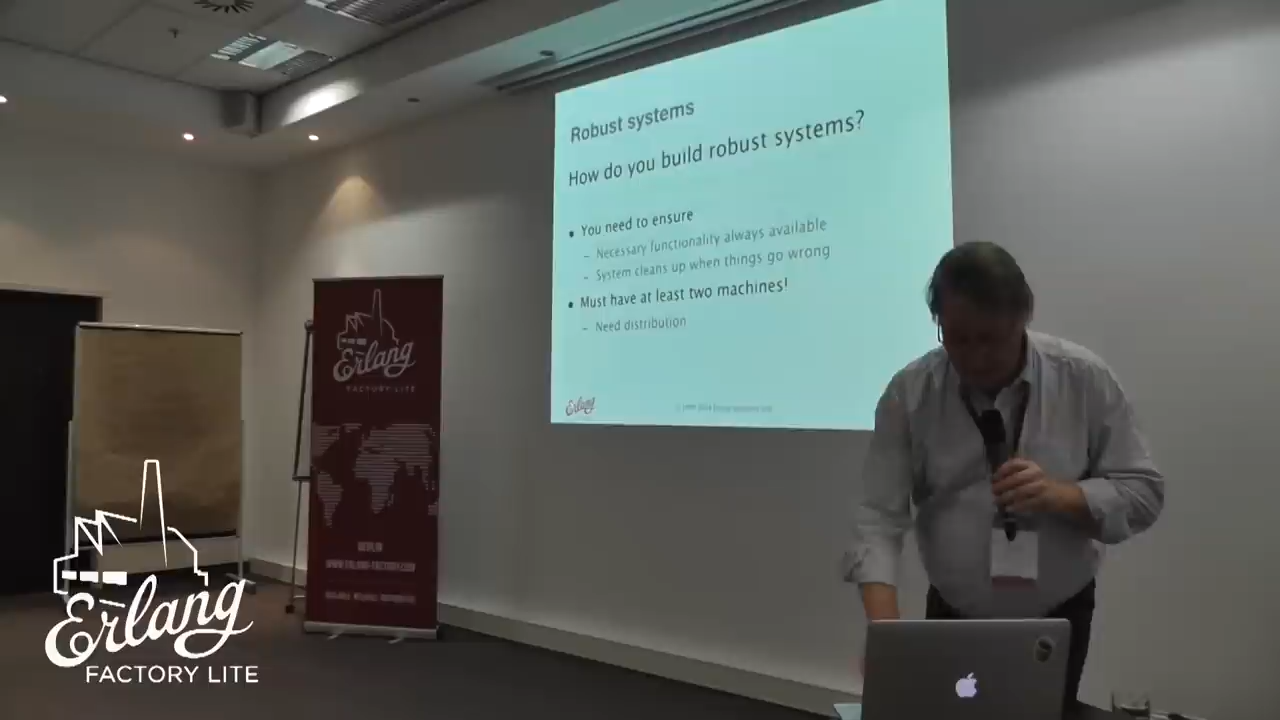 Robust systems
How do you build robust systems?
• You need to ensure
– Necessary functionality always available
– System cleans up when things go wrong
• Must have at least two machines!
– Need distribution
Erlang
Erlang
FACTORY LITE
BERLIN
WWW.ERLANG-FACTORY.COM
Erlang
FACTORY LITE